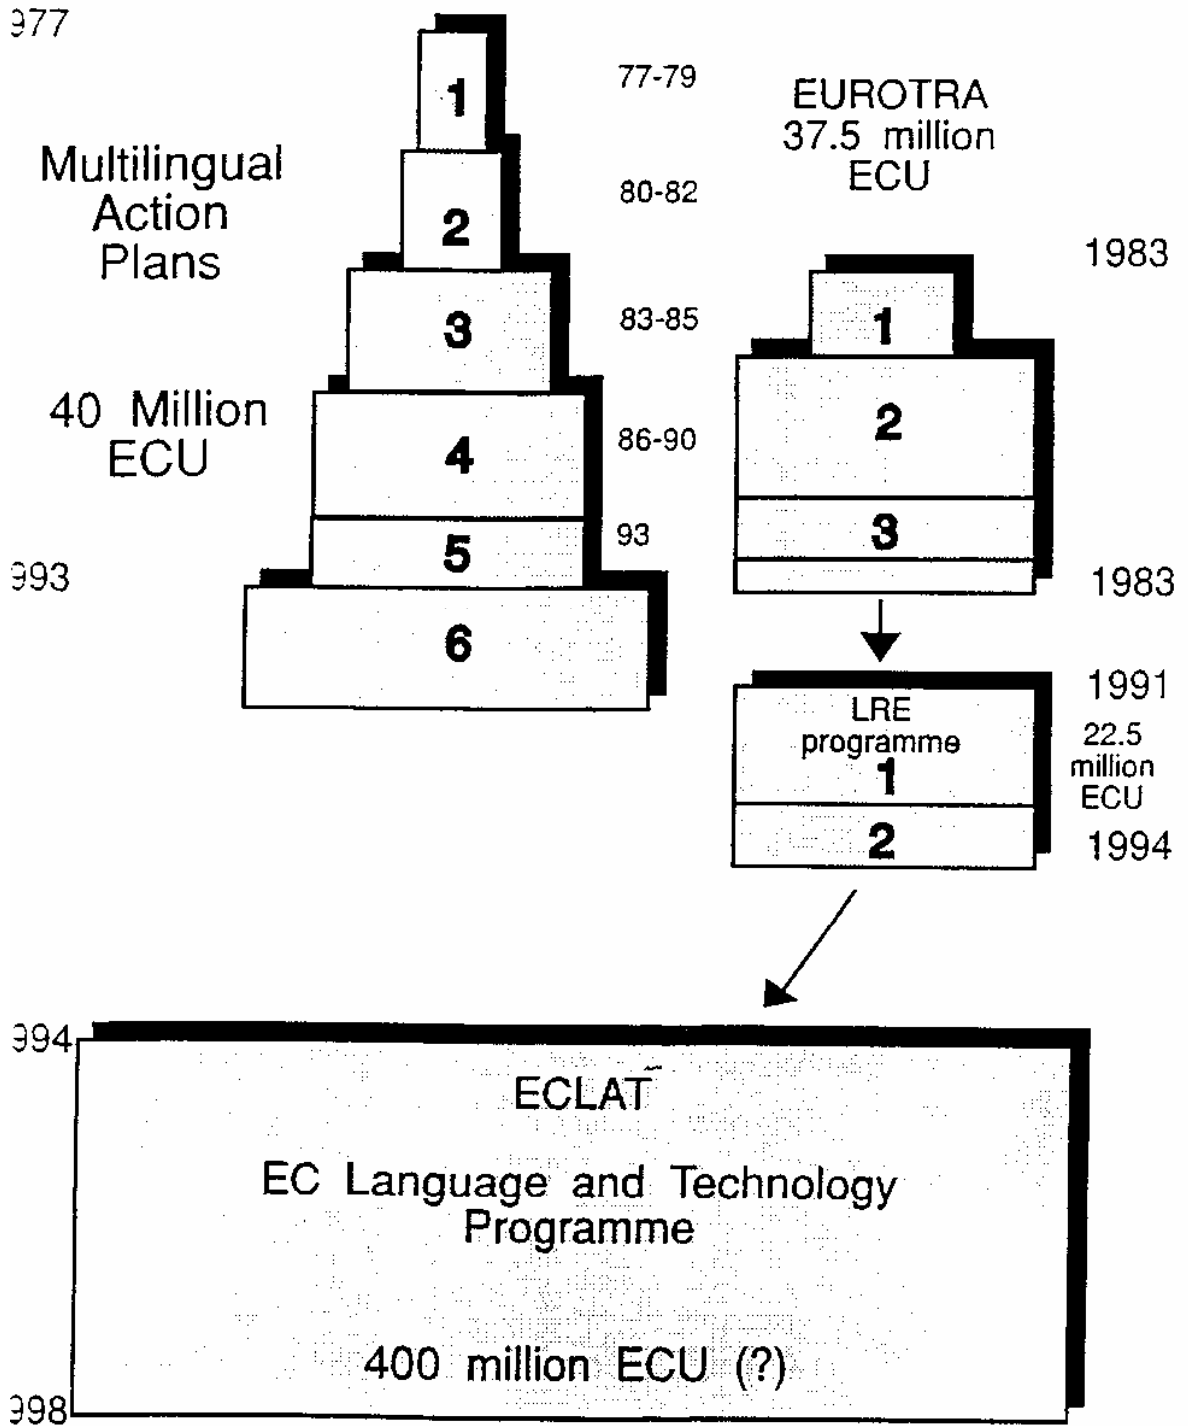 977
Multilingual
Action
Plans
40 Million
ECU
993
1
2
3
4
5
6
77-79
80-82
83-85
86-90
93
EUROTRA
37.5 million
ECU
1983
1
2
3
1983
LRE
programme
1
2
1991
22.5
million
ECU
1994
994
ECLAT
EC Language and Technology
Programme
400 million ECU (?)
998